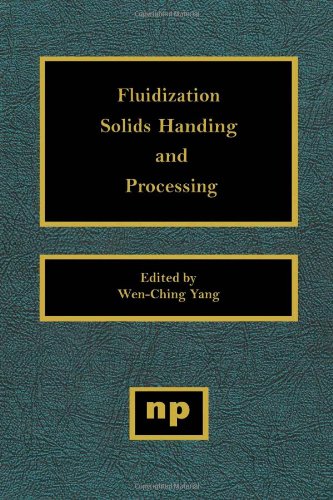 Fluidization
Solids Handing
and
Processing
Edited by
Wen-Ching Yang
np